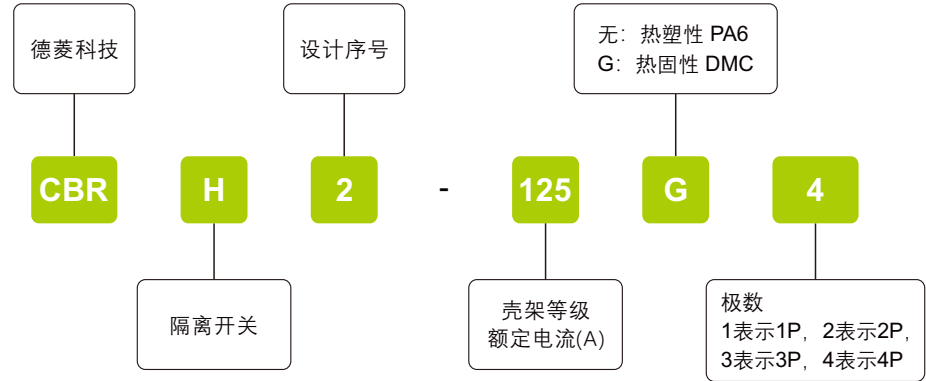 德菱科技
设计序号
无：热塑性 PA6
G：热固性 DMC
CBR H 2 - 125 G 4
隔离开关
壳架等级
额定电流(A)
极数
1表示1P，2表示2P，
3表示3P，4表示4P